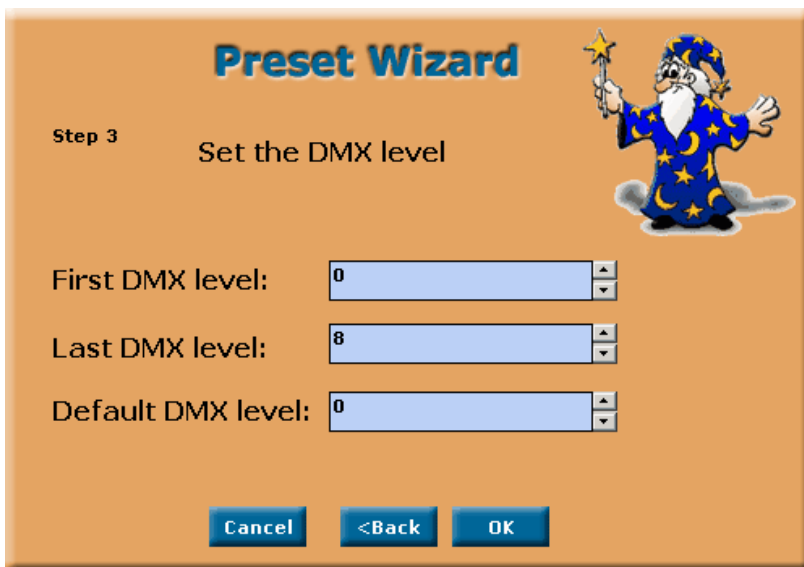 Preset Wizard
Step 3
Set the DMX level
First DMX level: 0
Last DMX level: 8
Default DMX level: 0
Cancel <Back OK